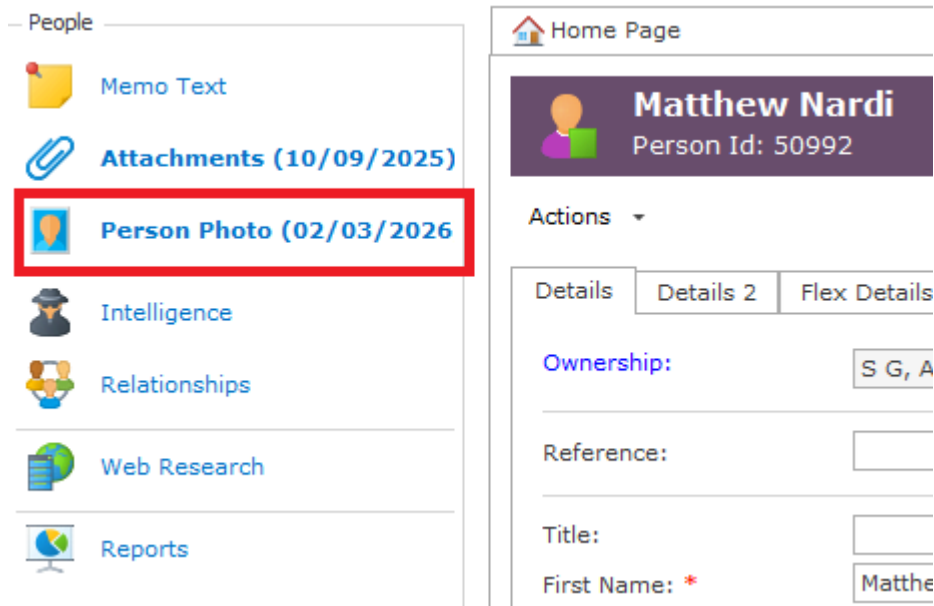 People
Memo Text
Attachments (10/09/2025)
Person Photo (02/03/2026
Intelligence
Relationships
Web Research
Reports
Home Page
Matthew Nardi
Person Id: 50992
Actions
Details
Details 2
Flex Details
Ownership:
S G, A
Reference:
Title:
First Name: *
Matthe